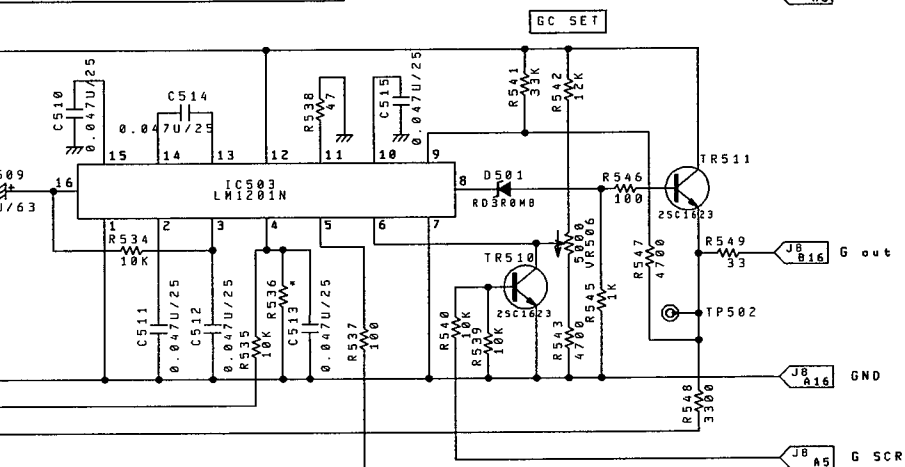 GC SET
C510
0.047U/25
C514
0.047U/25
R538
47
C515
0.047U/25
R541
33K
R542
12K
15
14
13
12
11
10
9
509
16
U/63
IC503
LM1201N
8
D501
RD3R0MB
R546
100
TR511
2SC1623
1
2
3
4
5
6
7
R534
10K
TR510
2SC1623
5000
VR506
R547
4700
R549
33
J8
B16
G out
C511
0.047U/25
C512
0.047U/25
R535
10K
R536
*
C513
0.047U/25
R537
100
R540
10K
R539
10K
R543
4700
R545
1K
TP502
J8
A16
GND
R548
3300
J8
A5
G SCR